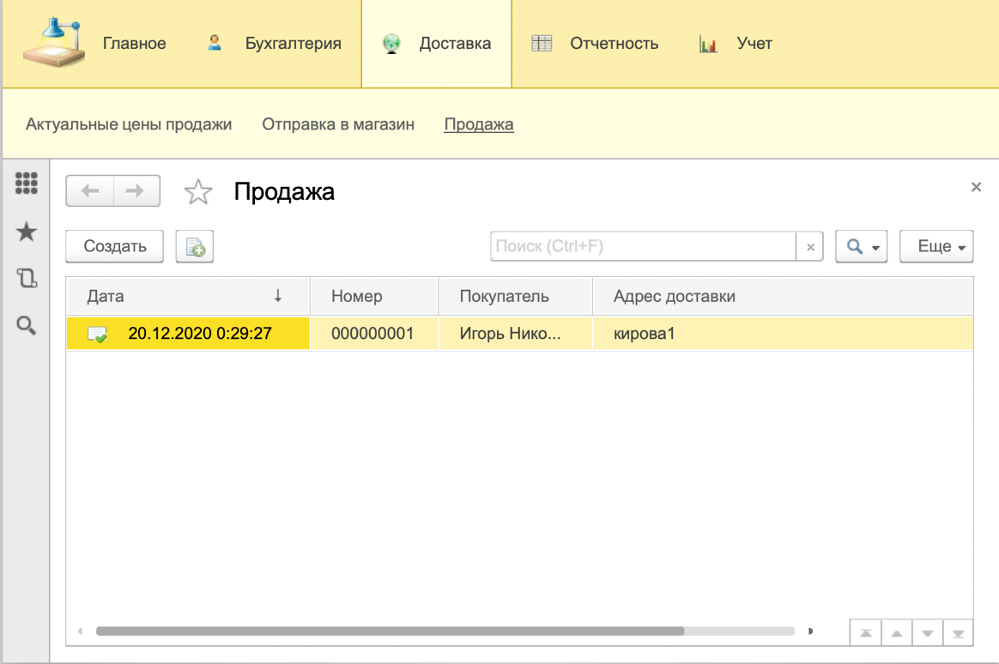 Главное Бухгалтерия Доставка Отчетность Учет
Актуальные цены продажи Отправка в магазин Продажа
Продажа
Создать Поиск (Ctrl+F) Еще
Дата Номер Покупатель Адрес доставки
20.12.2020 0:29:27 000000001 Игорь Нико... кирова1